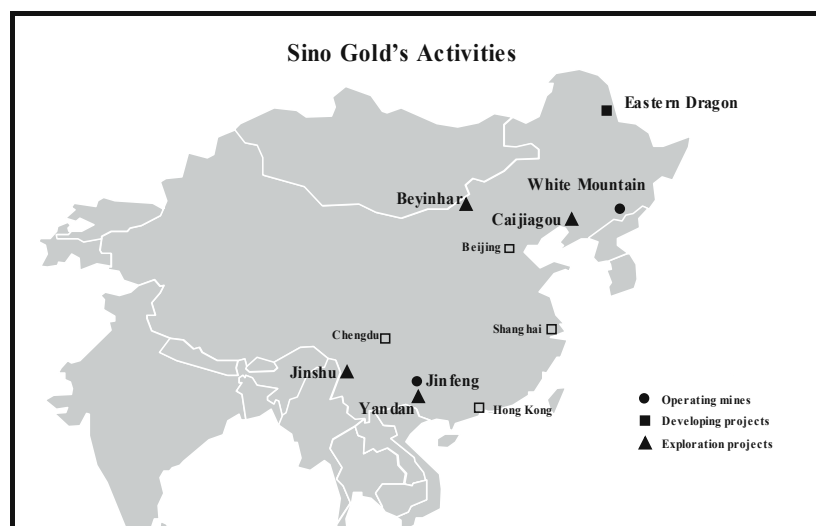 Sino Gold's Activities
Eastern Dragon
White Mountain
Beyinhar
Caijiagou
Beijing
Shanghai
Chengdu
Jinshu
Jinfeng
Yandan
Hong Kong
Operating mines
Developing projects
Exploration projects